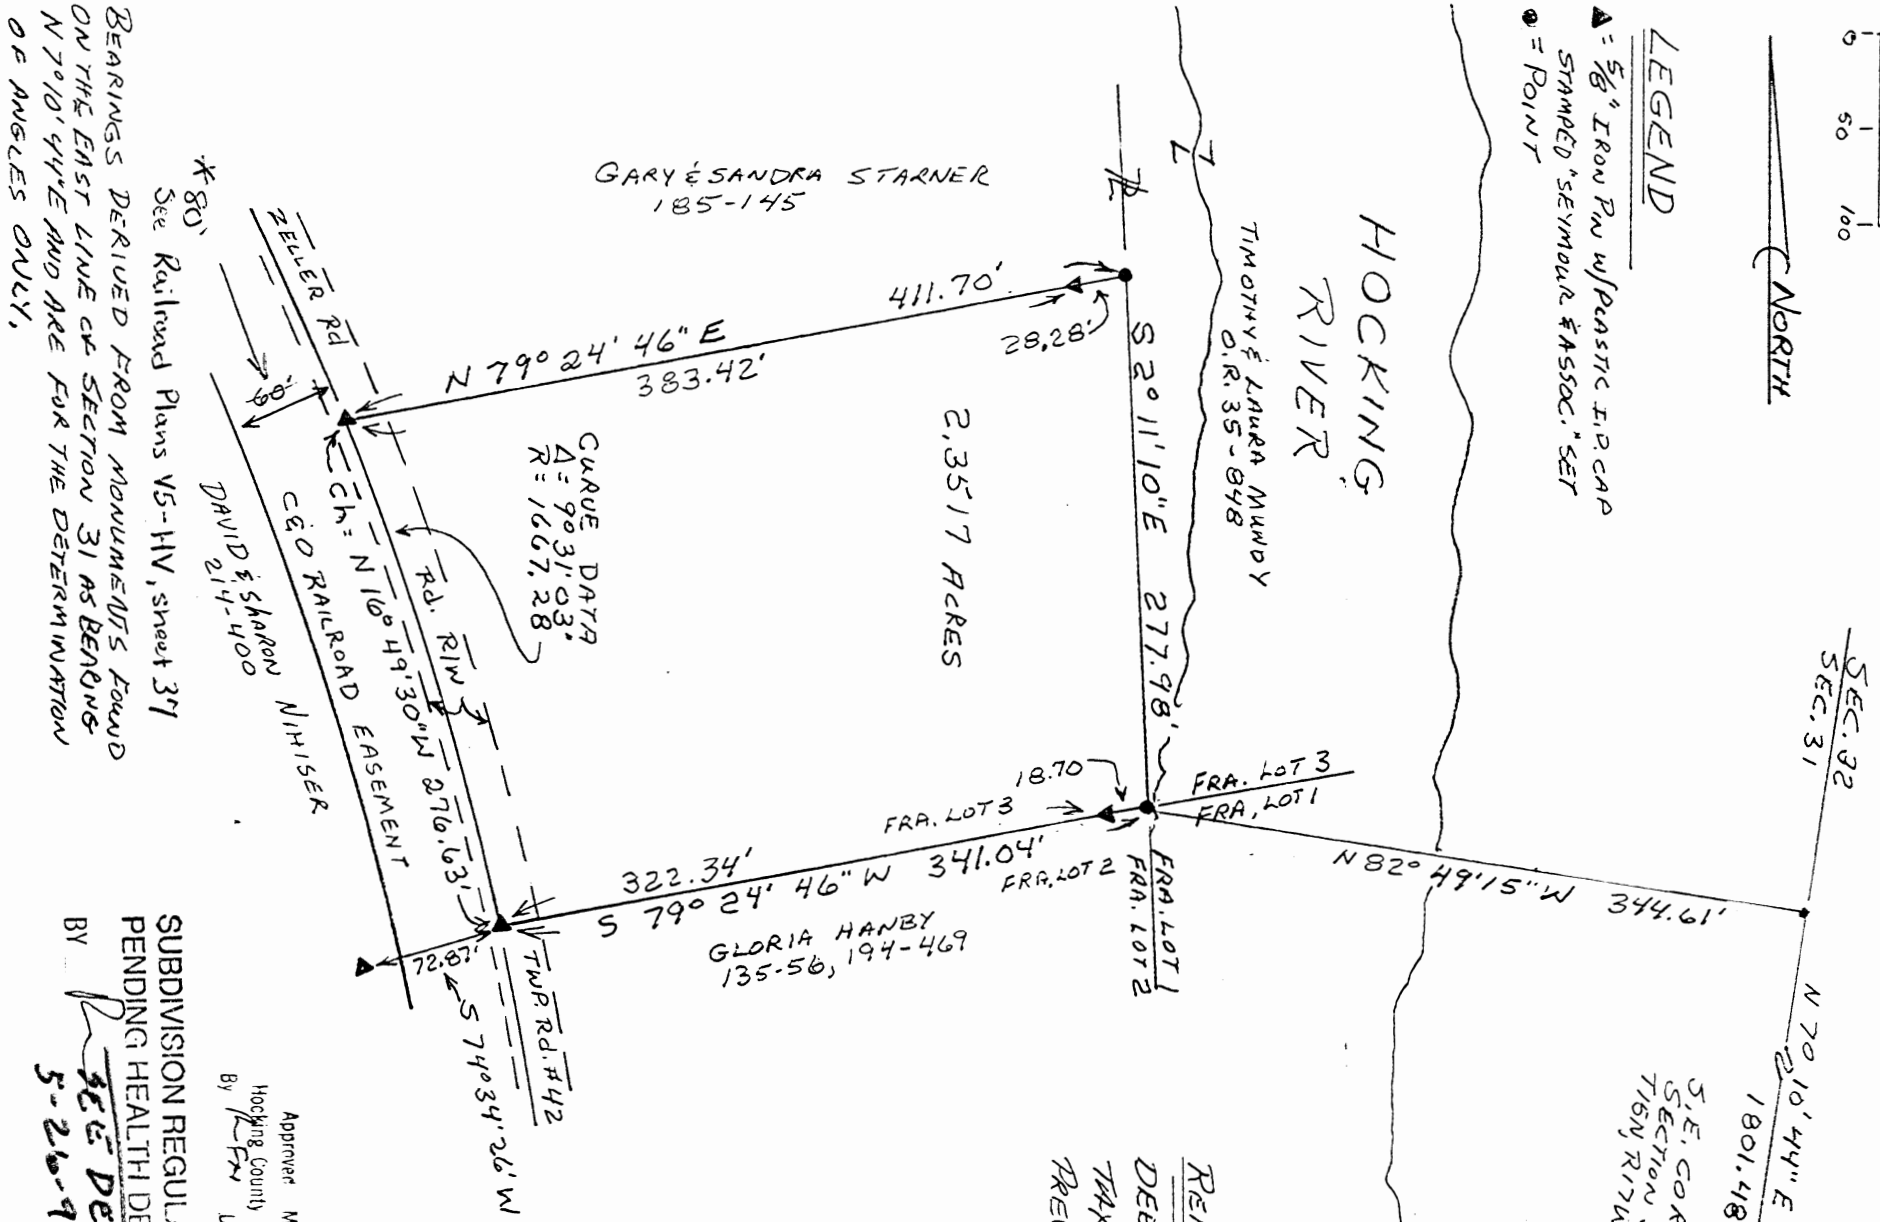 0 50 100
NORTH
LEGEND
▲ = 5/8" IRON PIN W/PLASTIC I.D. CAP
STAMPED "SEYMOUR & ASSOC." SET
● = POINT
HOCKING
RIVER
TIMOTHY & LAURA MUNDY
O.R. 35-848
GARY & SANDRA STARNER
185-145
SEC. 32
SEC. 31
N 7° 10' 44" E
1801.48
S.E. COR
SECTION
N 82° 49' 15" W 344.61'
FRA. LOT 3
FRA. LOT 1
FRA. LOT 1
FRA. LOT 2
S 2° 11' 10" E 277.98'
28.28'
411.70'
N 79° 24' 46" E
383.42'
2.3517 ACRES
18.70
FRA. LOT 3
FRA. LOT 2
341.04'
322.34'
S 79° 24' 46" W
GLORIA HANBY
135-56, 194-469
CURVE DATA
Δ = 9° 31' 03"
R = 1667.28
Rd. R/W
Ch = N 16° 49' 30" W 276.63'
C&O RAILROAD EASEMENT
ZELLER Rd
60'
*80'
See Railroad Plans V5-HV, sheet 37
DAVID & SHARON NIHISER
214-400
72.87'
S 74° 34' 26" W
TWP. Rd. #42
BEARINGS DERIVED FROM MONUMENTS FOUND
ON THE EAST LINE OF SECTION 31 AS BEARING
N 7° 10' 44" E AND ARE FOR THE DETERMINATION
OF ANGLES ONLY.
Approved M
Hocking County
By
SUBDIVISION REGUL
PENDING HEALTH DE
BY
SEE DE
5-26-9
DEE
TAX
PRE